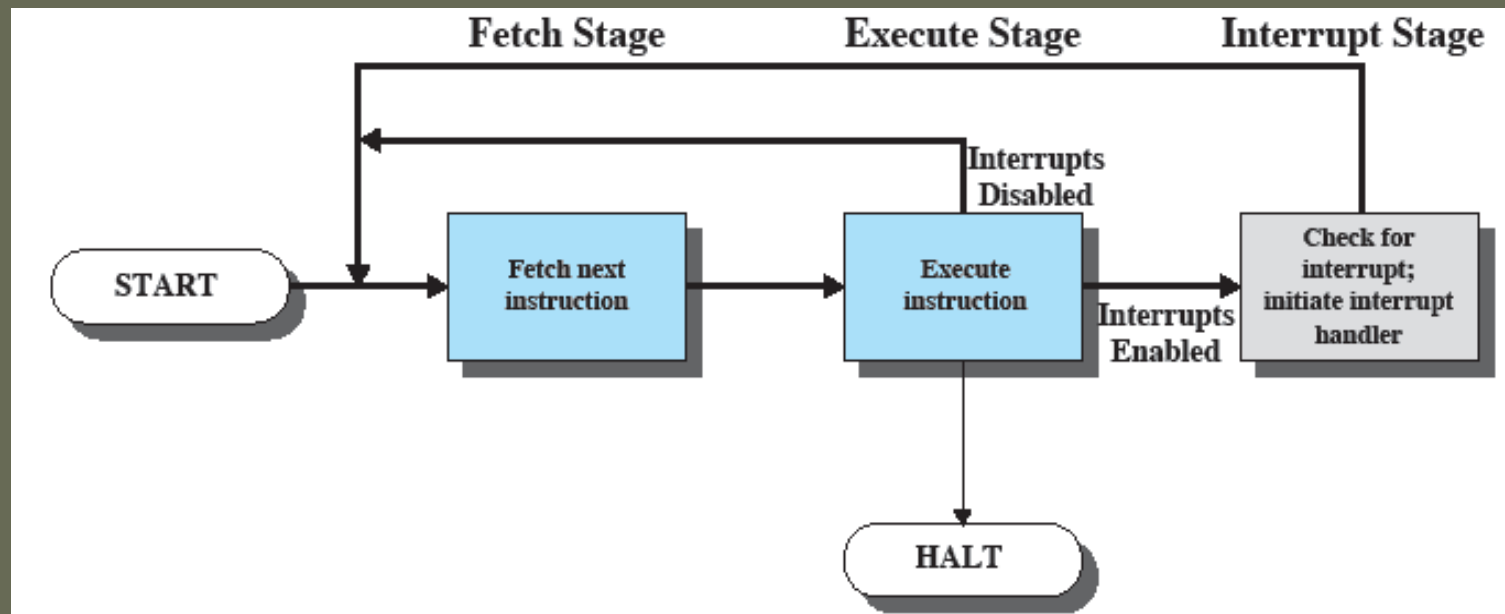 Fetch Stage
Execute Stage
Interrupt Stage
Interrupts
Disabled
START
Fetch next
instruction
Execute
instruction
Interrupts
Enabled
Check for
interrupt;
initiate interrupt
handler
HALT